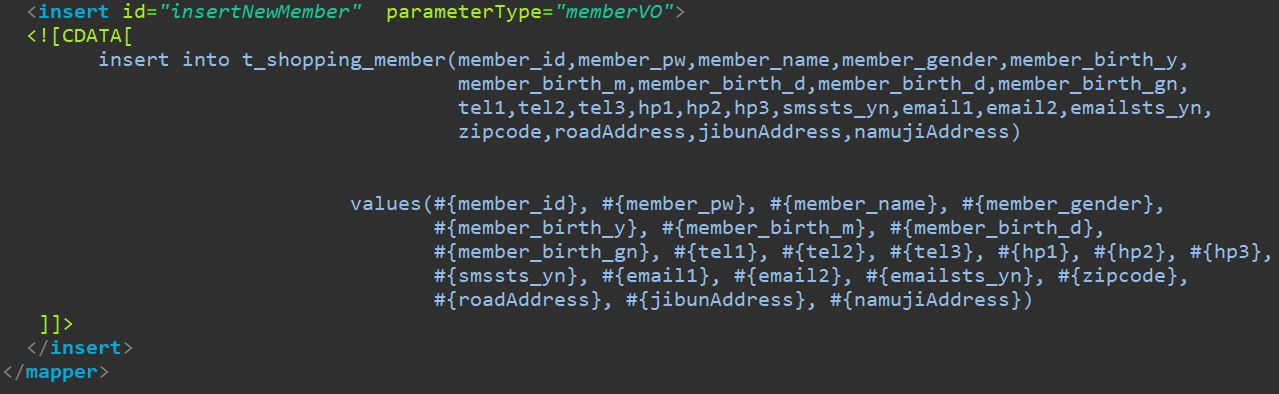 <insert id="insertNewMember"  parameterType="memberVO">
<![CDATA[
insert into t_shopping_member(member_id,member_pw,member_name,member_gender,member_birth_y,
member_birth_m,member_birth_d,member_birth_d,member_birth_gn,
tel1,tel2,tel3,hp1,hp2,hp3,smssts_yn,email1,email2,emailsts_yn,
zipcode,roadAddress,jibunAddress,namujiAddress)
values(#{member_id}, #{member_pw}, #{member_name}, #{member_gender},
#{member_birth_y}, #{member_birth_m}, #{member_birth_d},
#{member_birth_gn}, #{tel1}, #{tel2}, #{tel3}, #{hp1}, #{hp2}, #{hp3},
#{smssts_yn}, #{email1}, #{email2}, #{emailsts_yn}, #{zipcode},
#{roadAddress}, #{jibunAddress}, #{namujiAddress})
]]>
</insert>
</mapper>